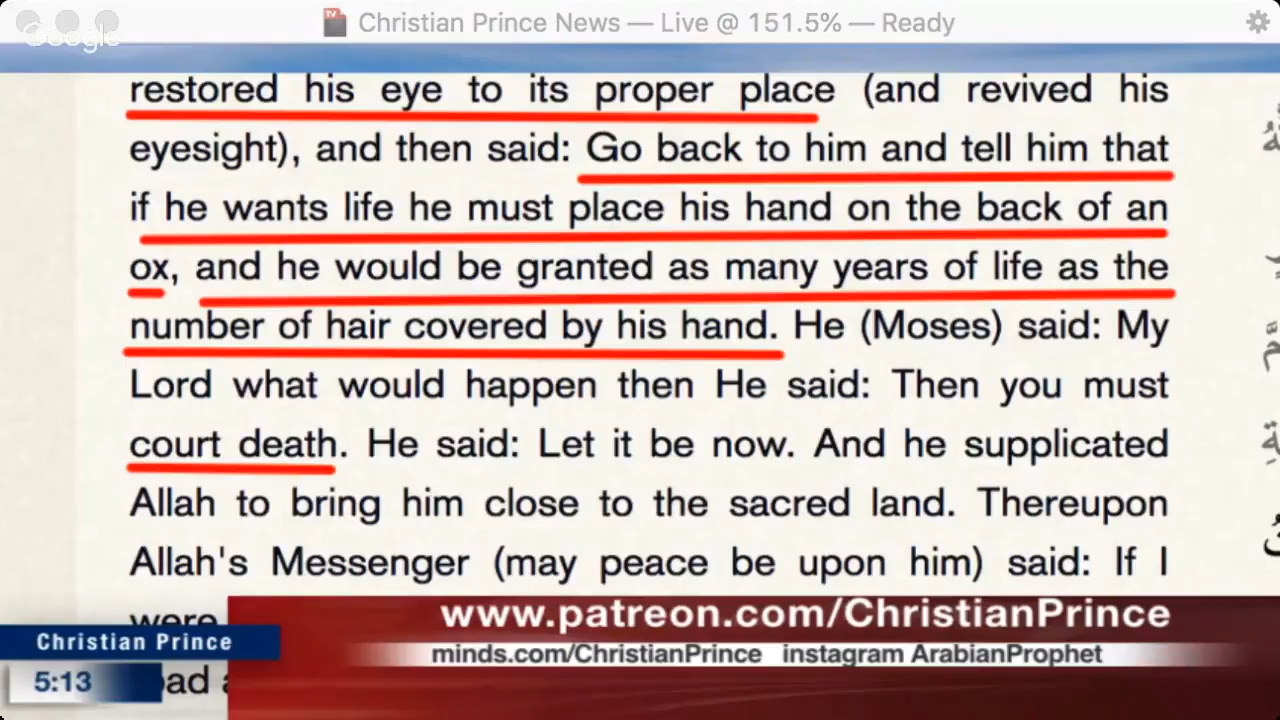 Christian Prince News — Live @ 151.5% — Ready
Google
restored his eye to its proper place (and revived his
eyesight), and then said: Go back to him and tell him that
if he wants life he must place his hand on the back of an
ox, and he would be granted as many years of life as the
number of hair covered by his hand. He (Moses) said: My
Lord what would happen then He said: Then you must
court death. He said: Let it be now. And he supplicated
Allah to bring him close to the sacred land. Thereupon
Allah's Messenger (may peace be upon him) said: If I
were
www.patreon.com/ChristianPrince
Christian Prince
minds.com/ChristianPrince instagram ArabianProphet
5:13